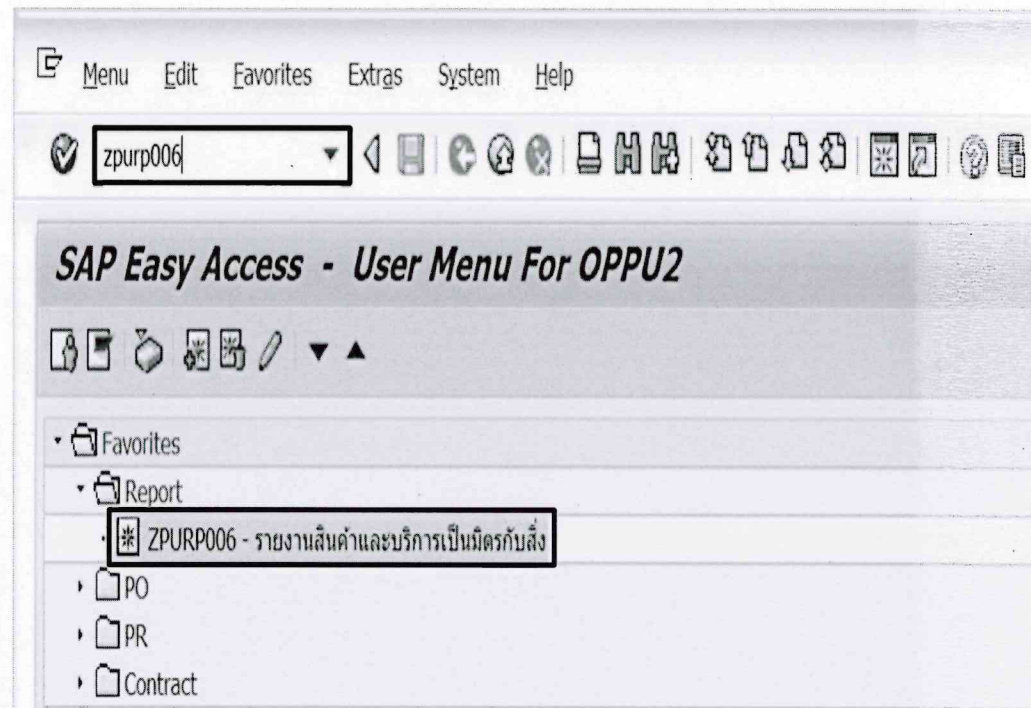 Menu Edit Favorites Extras System Help
zpurp006
SAP Easy Access - User Menu For OPPU2
Favorites
Report
ZPURP006 - รายงานสินค้าและบริการเป็นมิตรกับสิ่ง
PO
PR
Contract